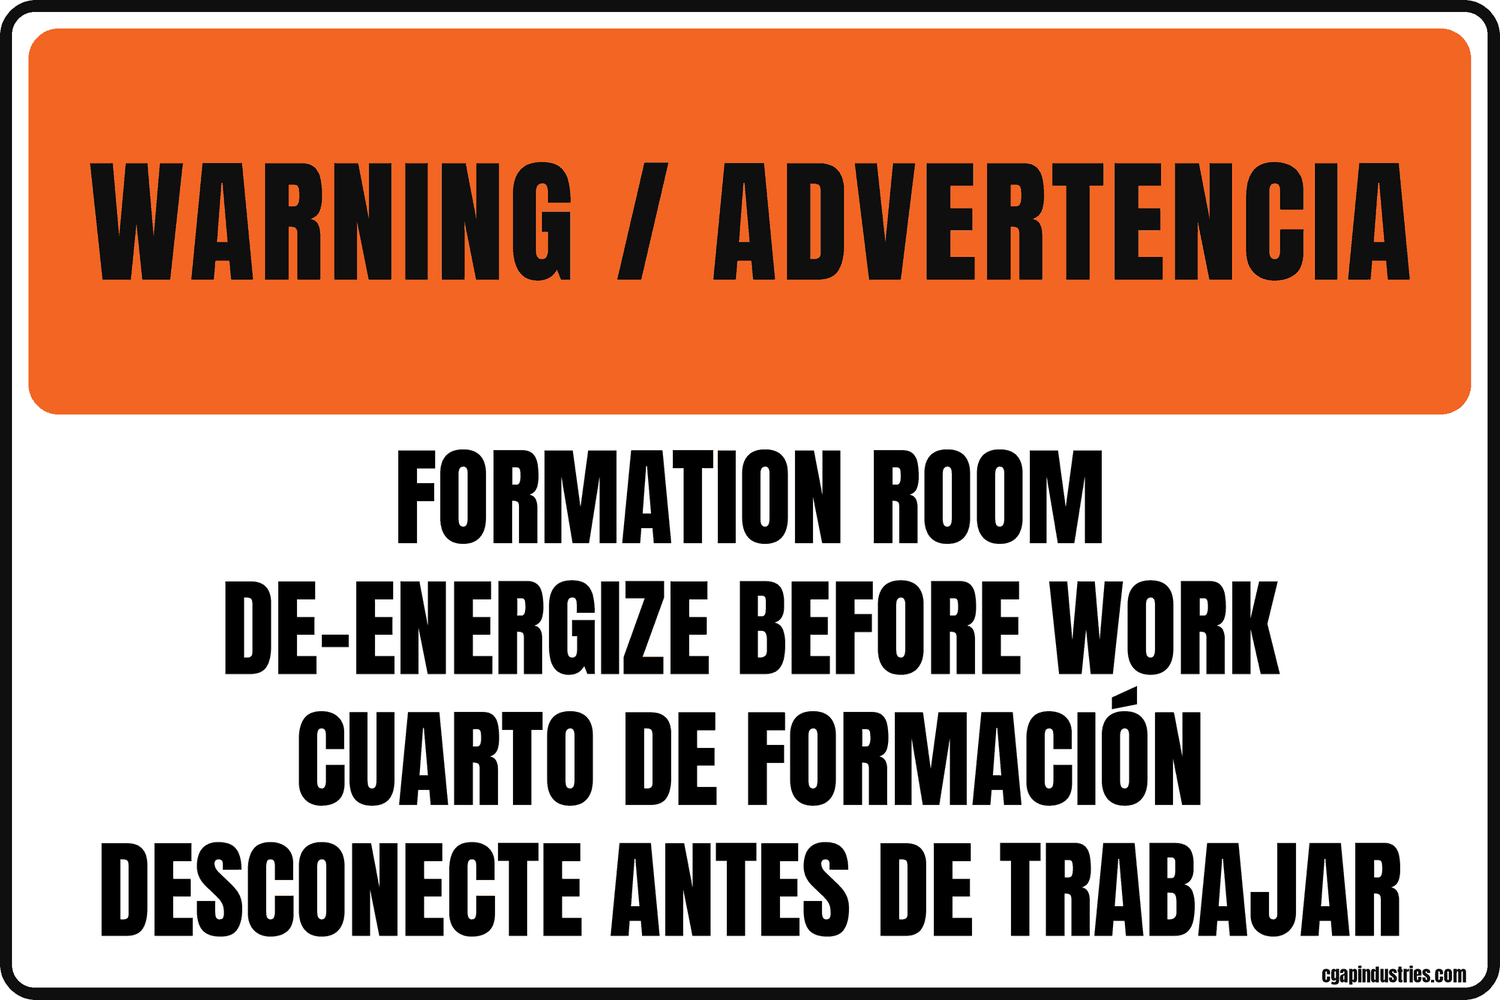 WARNING / ADVERTENCIA
FORMATION ROOM
DE-ENERGIZE BEFORE WORK
CUARTO DE FORMACIÓN
DESCONECTE ANTES DE TRABAJAR
cgapindustries.com